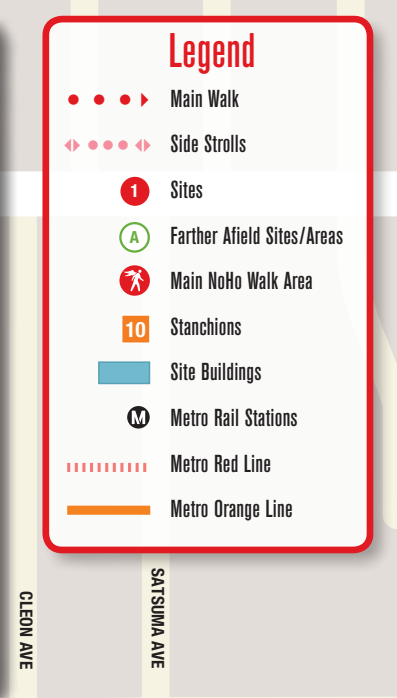 Legend
Main Walk
Side Strolls
1 Sites
A Farther Afield Sites/Areas
Main NoHo Walk Area
10 Stanchions
Site Buildings
M Metro Rail Stations
Metro Red Line
Metro Orange Line
CLEON AVE
SATSUMA AVE